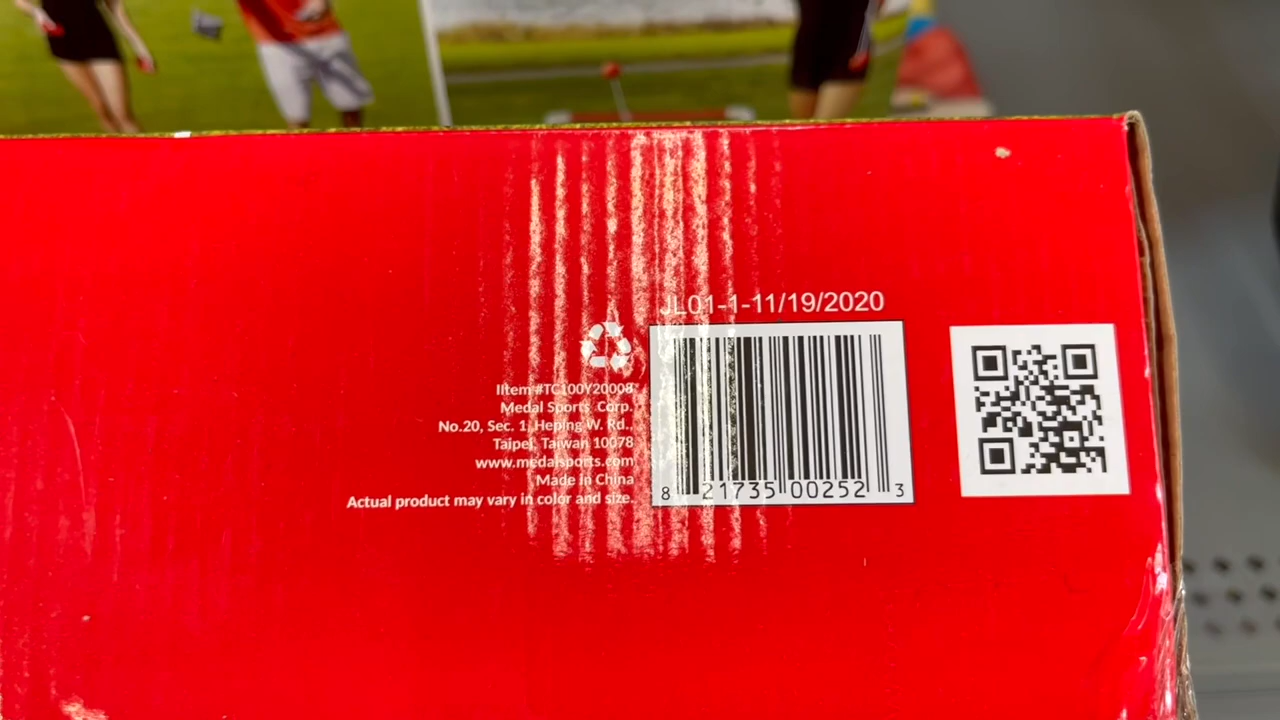 JL01-1-11/19/2020
IItem #TC100Y20008
Medal Sports Corp.
No.20, Sec. 1, Heping W. Rd.,
Taipei, Taiwan 10078
www.medalsports.com
Made in China
Actual product may vary in color and size.
8 21735 00252 3